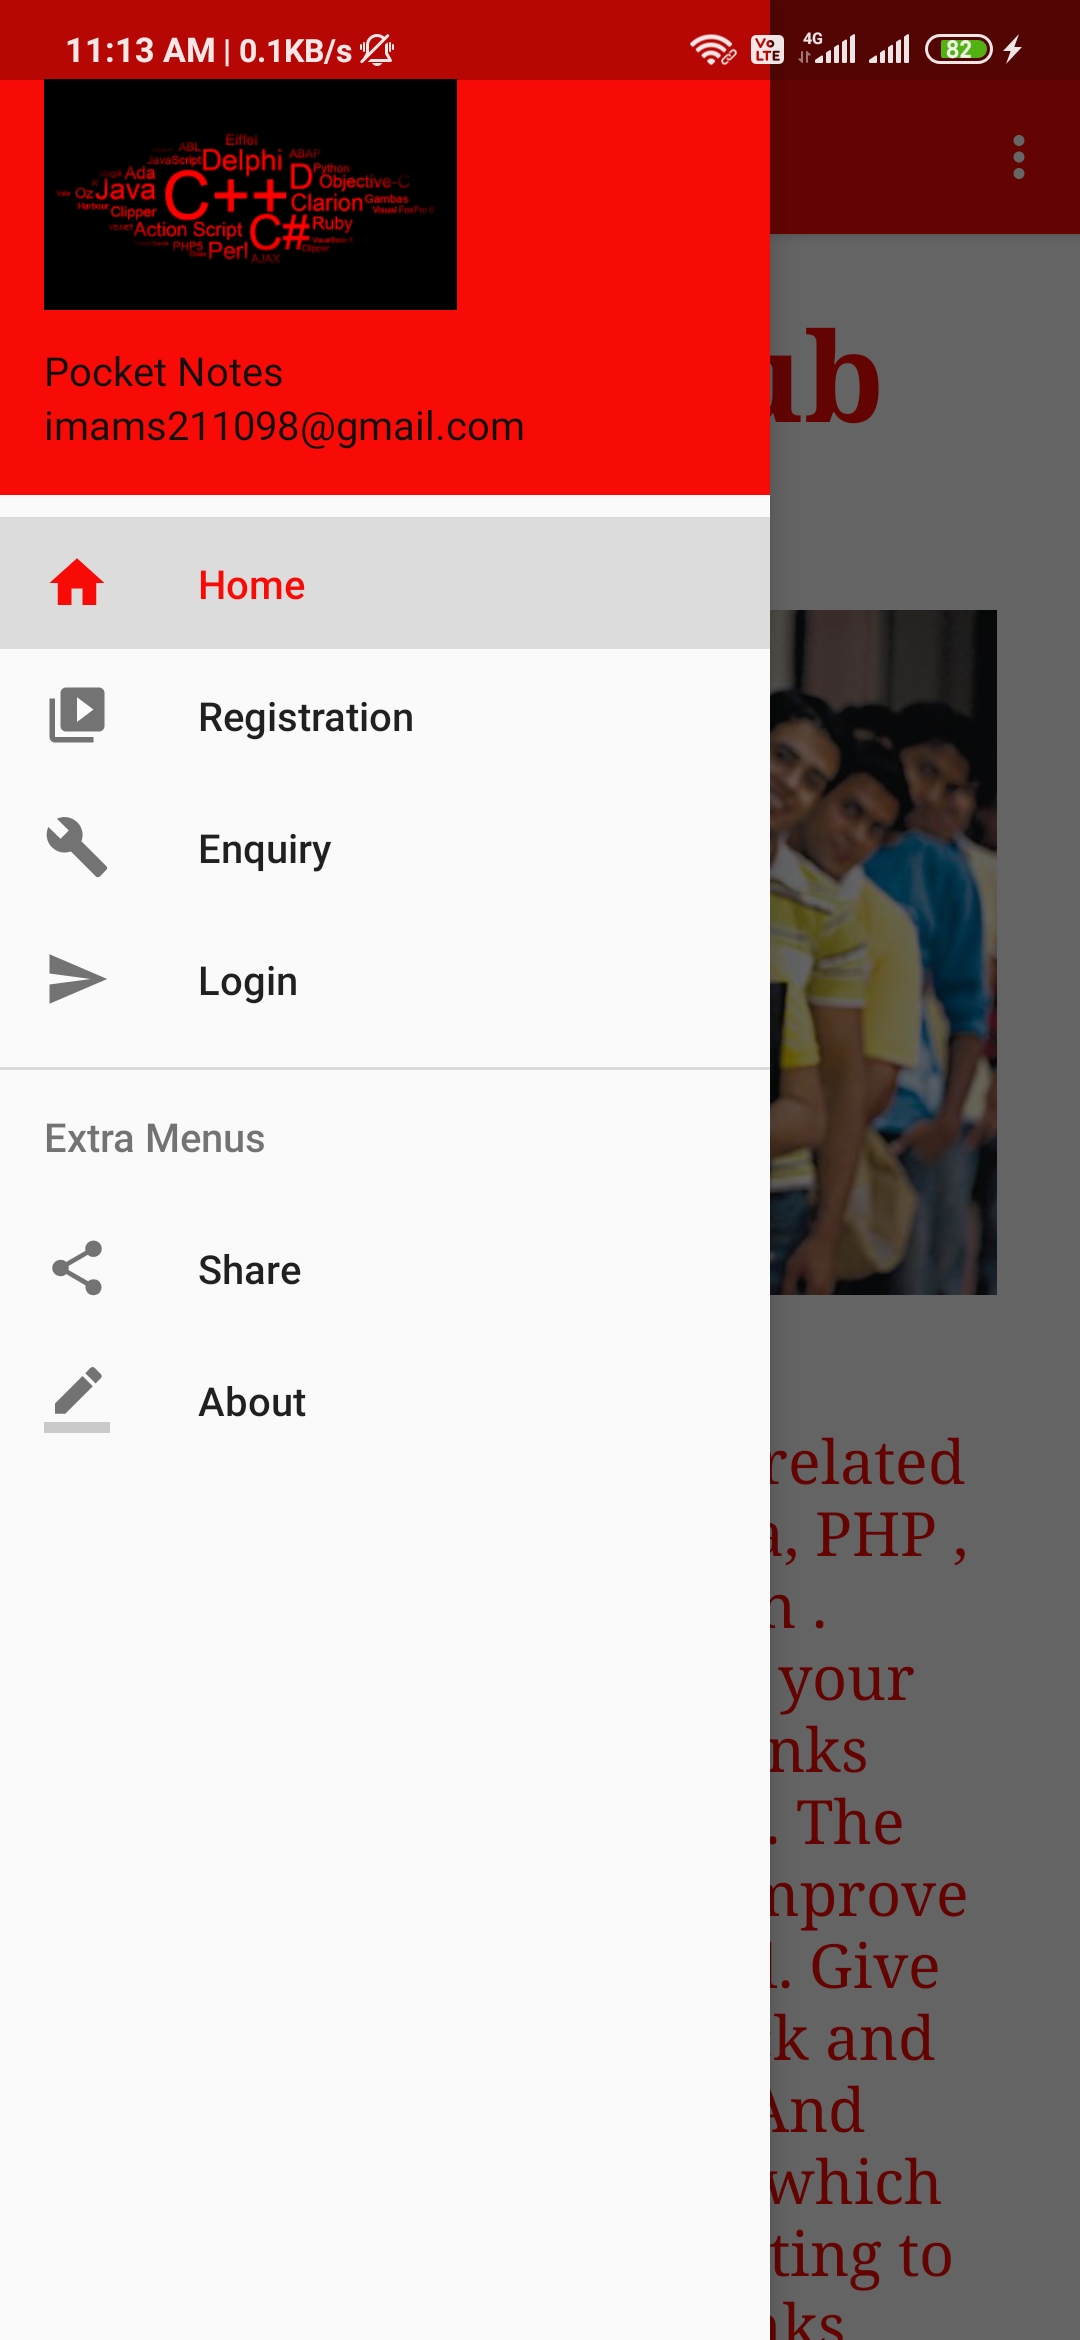 11:13 AM | 0.1KB/s
Vo LTE
4G
82
Eiffel
ABL
JavaScript Delphi ABAP
Ada D Python
Oz Java C++ Objective-C
Clarion Gambas
Harbour Clipper Visual FoxPro
Action Script C# Ruby
PHP5 Perl
Clipper
AJAX
Pocket Notes
imams211098@gmail.com
ub
Home
Registration
Enquiry
Login
Extra Menus
Share
About
related
, PHP ,
n .
your
nks
. The
nprove
. Give
k and
And
which
ting to
nks